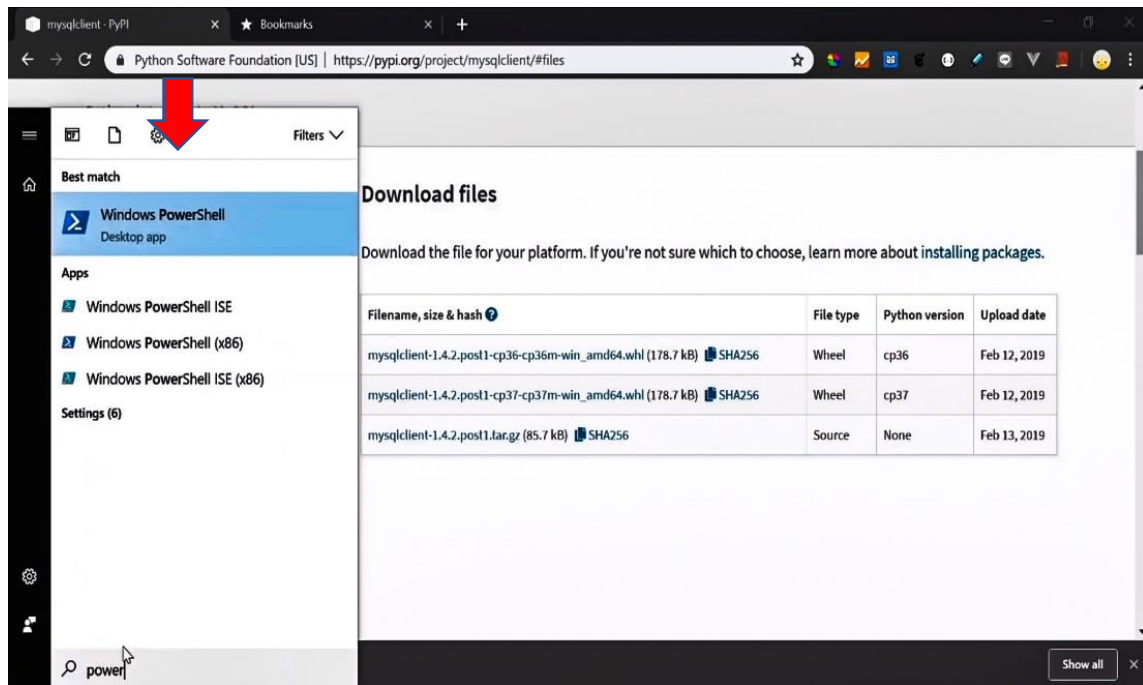 mysqlclient · PyPI
Bookmarks
Python Software Foundation [US] | https://pypi.org/project/mysqlclient/#files
Filters
Best match
Windows PowerShell
Desktop app
Apps
Windows PowerShell ISE
Windows PowerShell (x86)
Windows PowerShell ISE (x86)
Settings (6)
power
Download files
Download the file for your platform. If you're not sure which to choose, learn more about installing packages.
Filename, size & hash File type Python version Upload date
mysqlclient-1.4.2.post1-cp36-cp36m-win_amd64.whl (178.7 kB) SHA256 Wheel cp36 Feb 12, 2019
mysqlclient-1.4.2.post1-cp37-cp37m-win_amd64.whl (178.7 kB) SHA256 Wheel cp37 Feb 12, 2019
mysqlclient-1.4.2.post1.tar.gz (85.7 kB) SHA256 Source None Feb 13, 2019
Show all